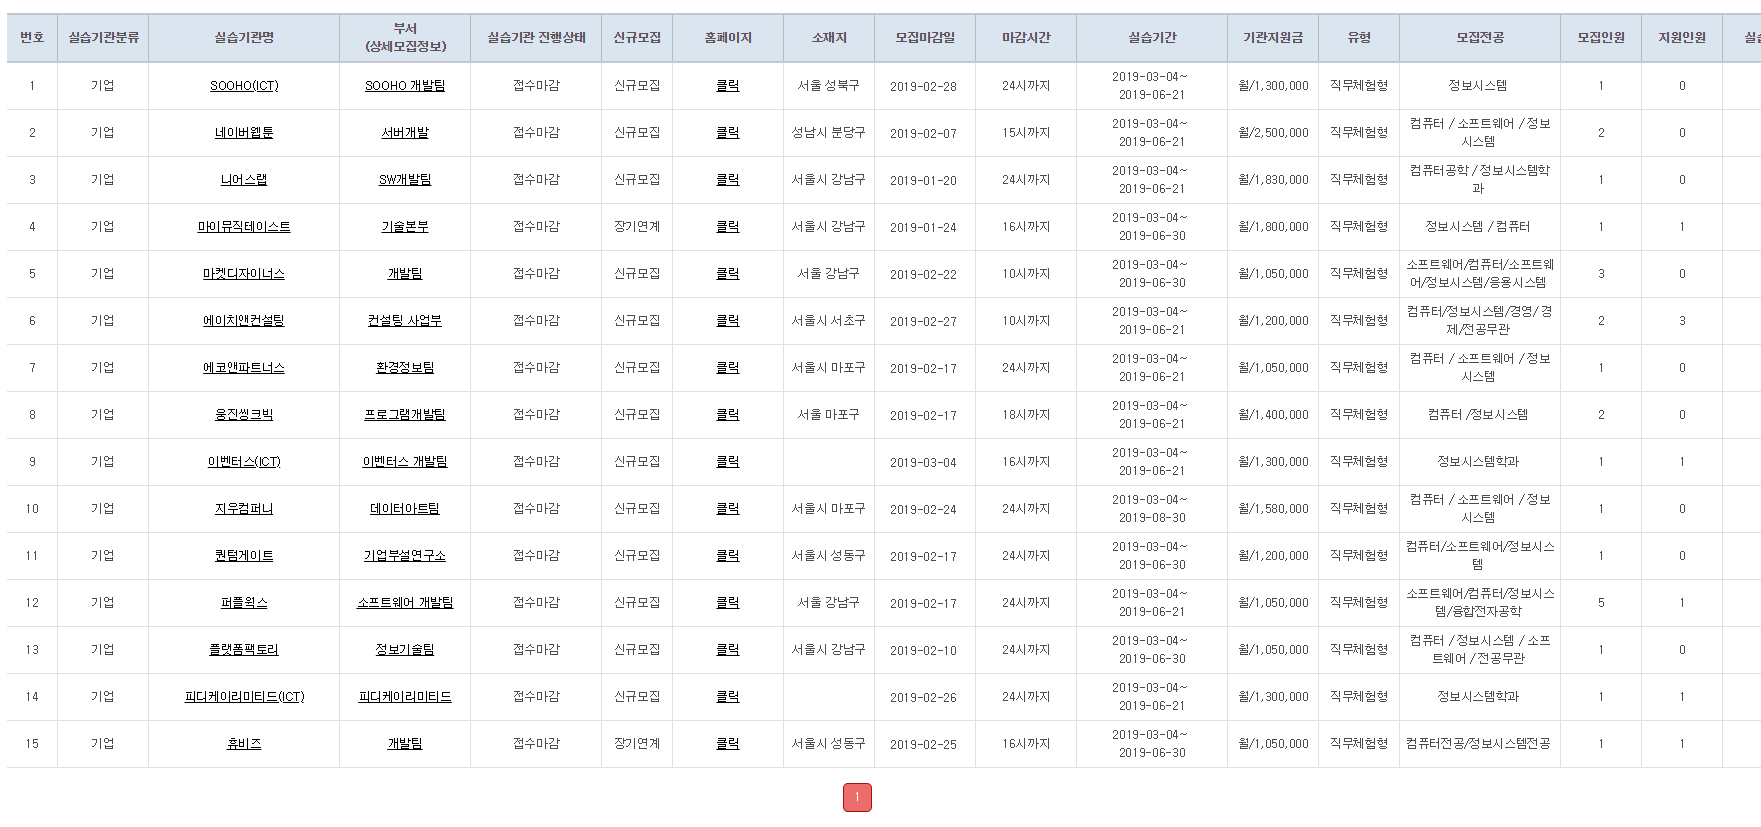 번호 실습기관분류 실습기관명 부서 (상세모집정보) 실습기관 진행상태 신규모집 홈페이지 소재지 모집마감일 마감시간 실습기간 기관지원금 유형 모집전공 모집인원 지원인원
1 기업 SOOHO(ICT) SOOHO 개발팀 접수마감 신규모집 클릭 서울 성북구 2019-02-28 24시까지 2019-03-04~ 2019-06-21 월/1,300,000 직무체험형 정보시스템 1 0
2 기업 네이버웹툰 서버개발 접수마감 신규모집 클릭 성남시 분당구 2019-02-07 15시까지 2019-03-04~ 2019-06-21 월/2,500,000 직무체험형 컴퓨터 / 소프트웨어 / 정보시스템 2 0
3 기업 니어스랩 SW개발팀 접수마감 신규모집 클릭 서울시 강남구 2019-01-20 24시까지 2019-03-04~ 2019-06-21 월/1,830,000 직무체험형 컴퓨터공학 / 정보시스템학과 1 0
4 기업 마이뮤직테이스트 기술본부 접수마감 장기연계 클릭 서울시 강남구 2019-01-24 16시까지 2019-03-04~ 2019-06-30 월/1,800,000 직무체험형 정보시스템 / 컴퓨터 1 1
5 기업 마켓디자이너스 개발팀 접수마감 신규모집 클릭 서울 강남구 2019-02-22 10시까지 2019-03-04~ 2019-06-30 월/1,050,000 직무체험형 소프트웨어/컴퓨터/소프트웨어/정보시스템/응용시스템 3 0
6 기업 에이치앤컨설팅 컨설팅 사업부 접수마감 신규모집 클릭 서울시 서초구 2019-02-27 10시까지 2019-03-04~ 2019-06-21 월/1,200,000 직무체험형 컴퓨터/정보시스템/경영/경제/전공무관 2 3
7 기업 에코앤파트너스 환경정보팀 접수마감 신규모집 클릭 서울시 마포구 2019-02-17 24시까지 2019-03-04~ 2019-06-21 월/1,050,000 직무체험형 컴퓨터 / 소프트웨어 / 정보시스템 1 0
8 기업 웅진씽크빅 프로그램개발팀 접수마감 신규모집 클릭 서울 마포구 2019-02-17 18시까지 2019-03-04~ 2019-06-21 월/1,400,000 직무체험형 컴퓨터 /정보시스템 2 0
9 기업 이벤터스(ICT) 이벤터스 개발팀 접수마감 신규모집 클릭 2019-03-04 16시까지 2019-03-04~ 2019-06-21 월/1,300,000 직무체험형 정보시스템학과 1 1
10 기업 지우컴퍼니 데이터아트팀 접수마감 신규모집 클릭 서울시 마포구 2019-02-24 24시까지 2019-03-04~ 2019-08-30 월/1,580,000 직무체험형 컴퓨터 / 소프트웨어 / 정보시스템 1 0
11 기업 퀀텀게이트 기업부설연구소 접수마감 신규모집 클릭 서울시 성동구 2019-02-17 24시까지 2019-03-04~ 2019-06-30 월/1,200,000 직무체험형 컴퓨터/소프트웨어/정보시스템 1 0
12 기업 퍼플웍스 소프트웨어 개발팀 접수마감 신규모집 클릭 서울 강남구 2019-02-17 24시까지 2019-03-04~ 2019-06-21 월/1,050,000 직무체험형 소프트웨어/컴퓨터/정보시스템/융합전자공학 5 1
13 기업 플랫폼팩토리 정보기술팀 접수마감 신규모집 클릭 서울시 강남구 2019-02-10 24시까지 2019-03-04~ 2019-06-30 월/1,050,000 직무체험형 컴퓨터 / 정보시스템 / 소프트웨어 / 전공무관 1 0
14 기업 피디케이리미티드(ICT) 피디케이리미티드 접수마감 신규모집 클릭 2019-02-26 24시까지 2019-03-04~ 2019-06-21 월/1,300,000 직무체험형 정보시스템학과 1 1
15 기업 휴비즈 개발팀 접수마감 장기연계 클릭 서울시 성동구 2019-02-25 16시까지 2019-03-04~ 2019-06-30 월/1,050,000 직무체험형 컴퓨터전공/정보시스템전공 1 1
1